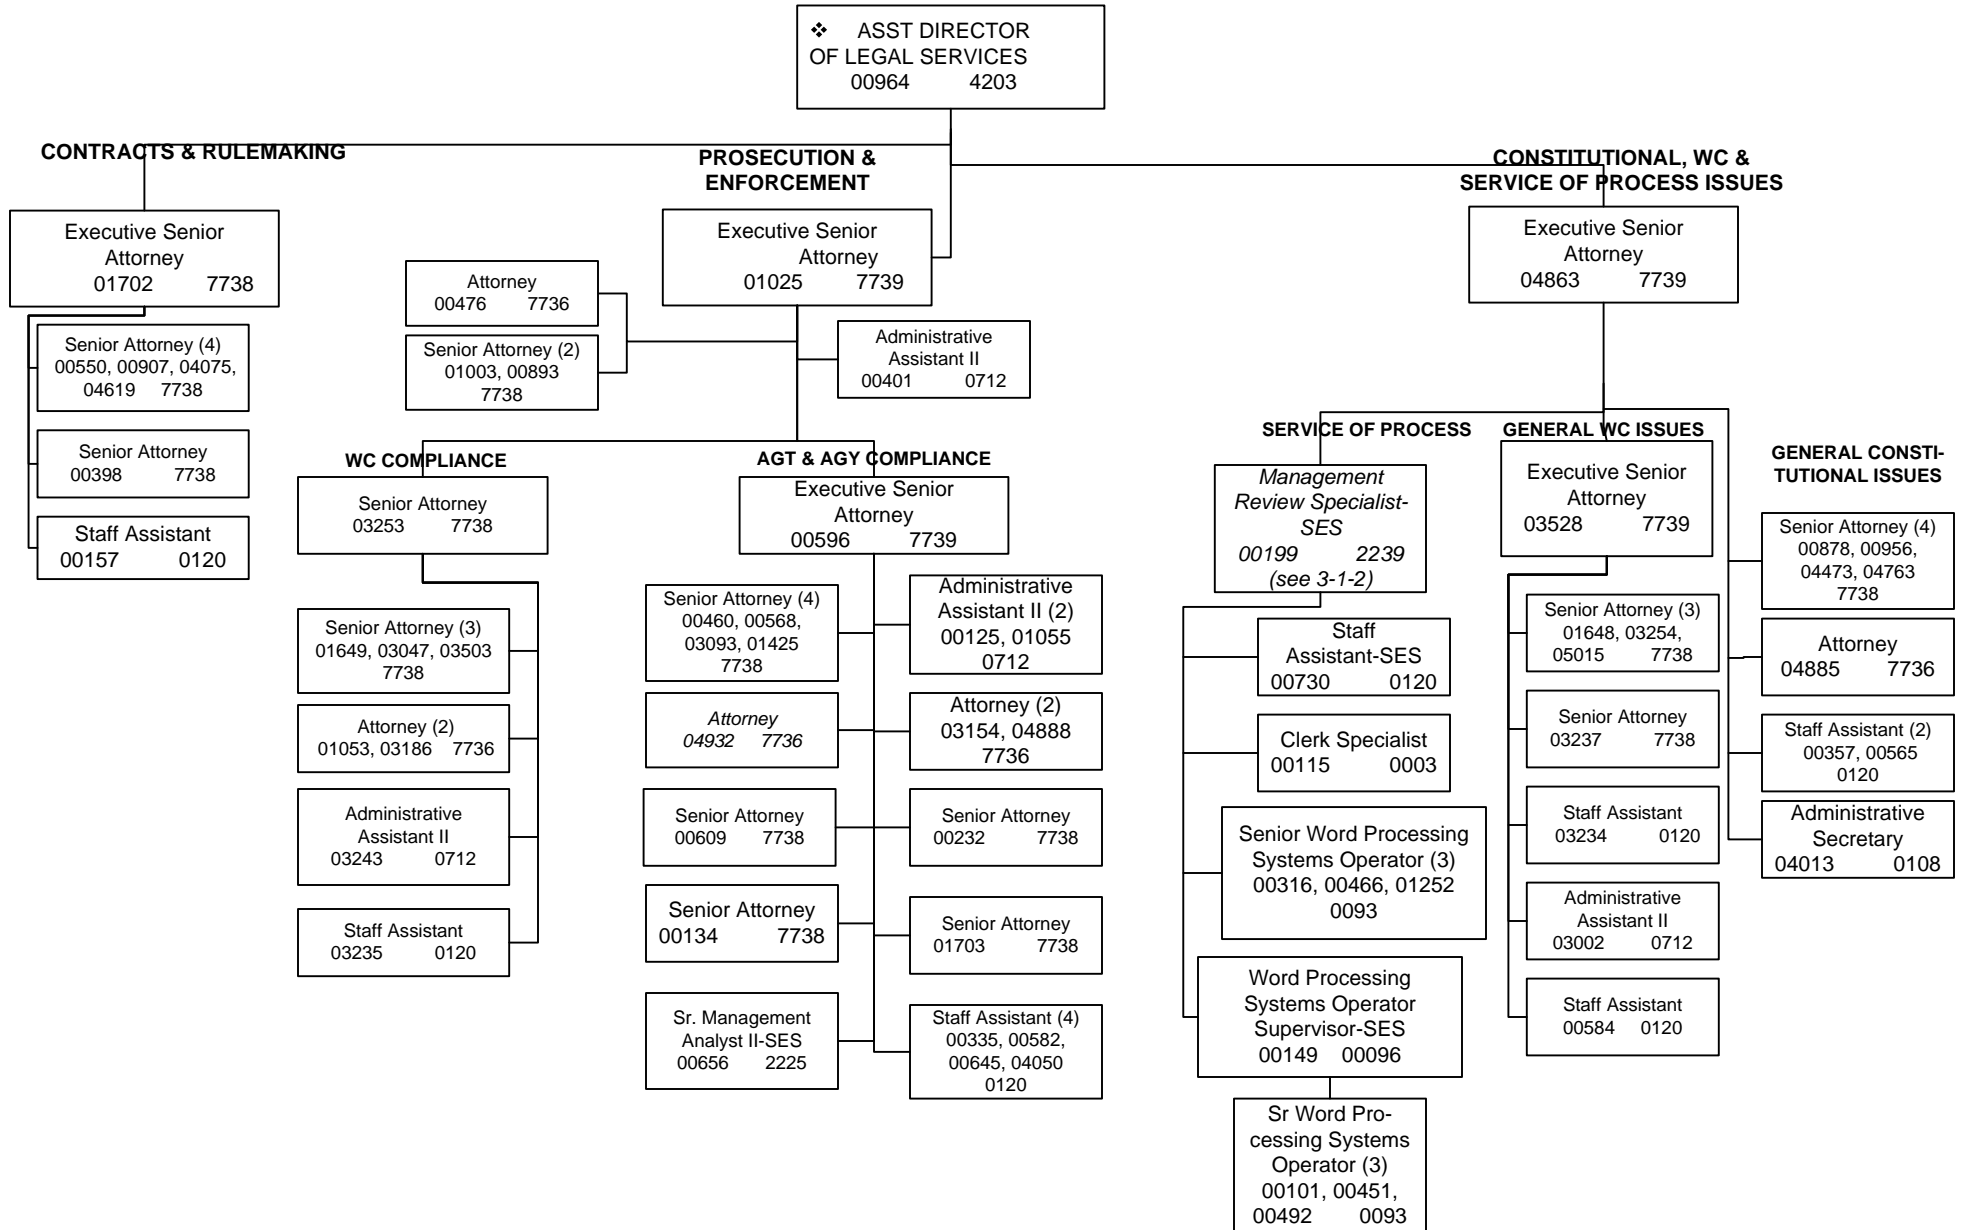 ❖ ASST DIRECTOR
OF LEGAL SERVICES
00964 4203
CONTRACTS & RULEMAKING
Executive Senior
Attorney
01702 7738
Senior Attorney (4)
00550, 00907, 04075,
04619 7738
Senior Attorney
00398 7738
Staff Assistant
00157 0120
PROSECUTION &
ENFORCEMENT
Executive Senior
Attorney
01025 7739
Attorney
00476 7736
Senior Attorney (2)
01003, 00893
7738
Administrative
Assistant II
00401 0712
WC COMPLIANCE
Senior Attorney
03253 7738
Senior Attorney (3)
01649, 03047, 03503
7738
Attorney (2)
01053, 03186 7736
Administrative
Assistant II
03243 0712
Staff Assistant
03235 0120
AGT & AGY COMPLIANCE
Executive Senior
Attorney
00596 7739
Senior Attorney (4)
00460, 00568,
03093, 01425
7738
Attorney
04932 7736
Senior Attorney
00609 7738
Senior Attorney
00134 7738
Sr. Management
Analyst II-SES
00656 2225
Administrative
Assistant II (2)
00125, 01055
0712
Attorney (2)
03154, 04888
7736
Senior Attorney
00232 7738
Senior Attorney
01703 7738
Staff Assistant (4)
00335, 00582,
00645, 04050
0120
CONSTITUTIONAL, WC &
SERVICE OF PROCESS ISSUES
Executive Senior
Attorney
04863 7739
SERVICE OF PROCESS
Management
Review Specialist-
SES
00199 2239
(see 3-1-2)
Staff
Assistant-SES
00730 0120
Clerk Specialist
00115 0003
Senior Word Processing
Systems Operator (3)
00316, 00466, 01252
0093
Word Processing
Systems Operator
Supervisor-SES
00149 00096
Sr Word Pro-
cessing Systems
Operator (3)
00101, 00451,
00492 0093
GENERAL WC ISSUES
Executive Senior
Attorney
03528 7739
Senior Attorney (3)
01648, 03254,
05015 7738
Senior Attorney
03237 7738
Staff Assistant
03234 0120
Administrative
Assistant II
03002 0712
Staff Assistant
00584 0120
GENERAL CONSTI-
TUTIONAL ISSUES
Senior Attorney (4)
00878, 00956,
04473, 04763
7738
Attorney
04885 7736
Staff Assistant (2)
00357, 00565
0120
Administrative
Secretary
04013 0108